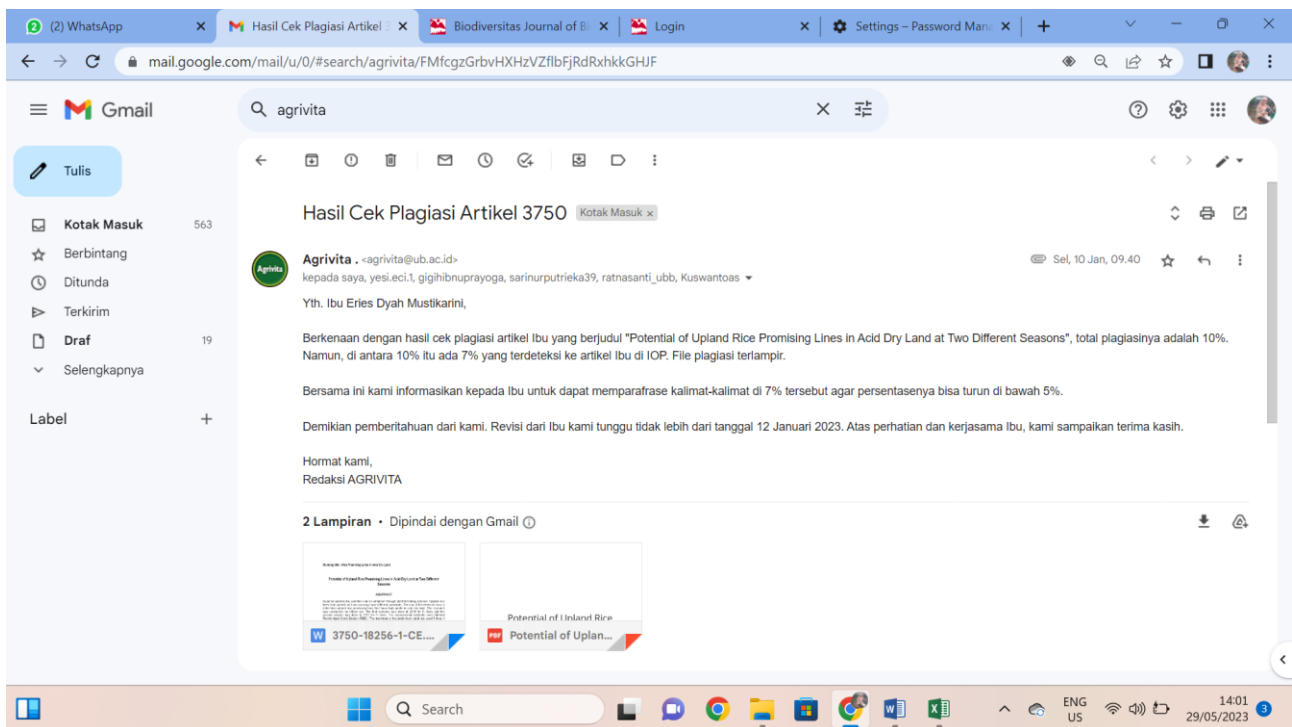 2 (2) WhatsApp
Hasil Cek Plagiasi Artikel 3
Biodiversitas Journal of Bi
Login
Settings – Password Mana
mail.google.com/mail/u/0/#search/agrivita/FMfcgzGrbvHXHzVZflbFjRdRxhkkGHJF
Gmail
agrivita
Tulis
Kotak Masuk 563
Berbintang
Ditunda
Terkirim
Draf 19
Selengkapnya
Label
Hasil Cek Plagiasi Artikel 3750 Kotak Masuk x
Agrivita
Agrivita . <agrivita@ub.ac.id>
Sel, 10 Jan, 09.40
kepada saya, yesi.eci.1, gigihibnuprayoga, sarinurputrieka39, ratnasanti_ubb, Kuswantoas
Yth. Ibu Eries Dyah Mustikarini,
Berkenaan dengan hasil cek plagiasi artikel Ibu yang berjudul "Potential of Upland Rice Promising Lines in Acid Dry Land at Two Different Seasons", total plagiasinya adalah 10%.
Namun, di antara 10% itu ada 7% yang terdeteksi ke artikel Ibu di IOP. File plagiasi terlampir.
Bersama ini kami informasikan kepada Ibu untuk dapat memparafrase kalimat-kalimat di 7% tersebut agar persentasenya bisa turun di bawah 5%.
Demikian pemberitahuan dari kami. Revisi dari Ibu kami tunggu tidak lebih dari tanggal 12 Januari 2023. Atas perhatian dan kerjasama Ibu, kami sampaikan terima kasih.
Hormat kami,
Redaksi AGRIVITA
2 Lampiran • Dipindai dengan Gmail
Potential of Upland Rice
W 3750-18256-1-CE....
PDF Potential of Uplan...
Search
ENG
US
14:01
29/05/2023
3